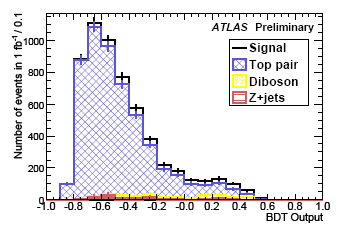 ATLAS Preliminary
Signal
Top pair
Diboson
Z+jets
Number of events in 1 fb⁻¹ / 0.1
1000
800
600
400
200
0
-1.0 -0.8 -0.6 -0.4 -0.2 -0.0 0.2 0.4 0.6 0.8 1.0
BDT Output